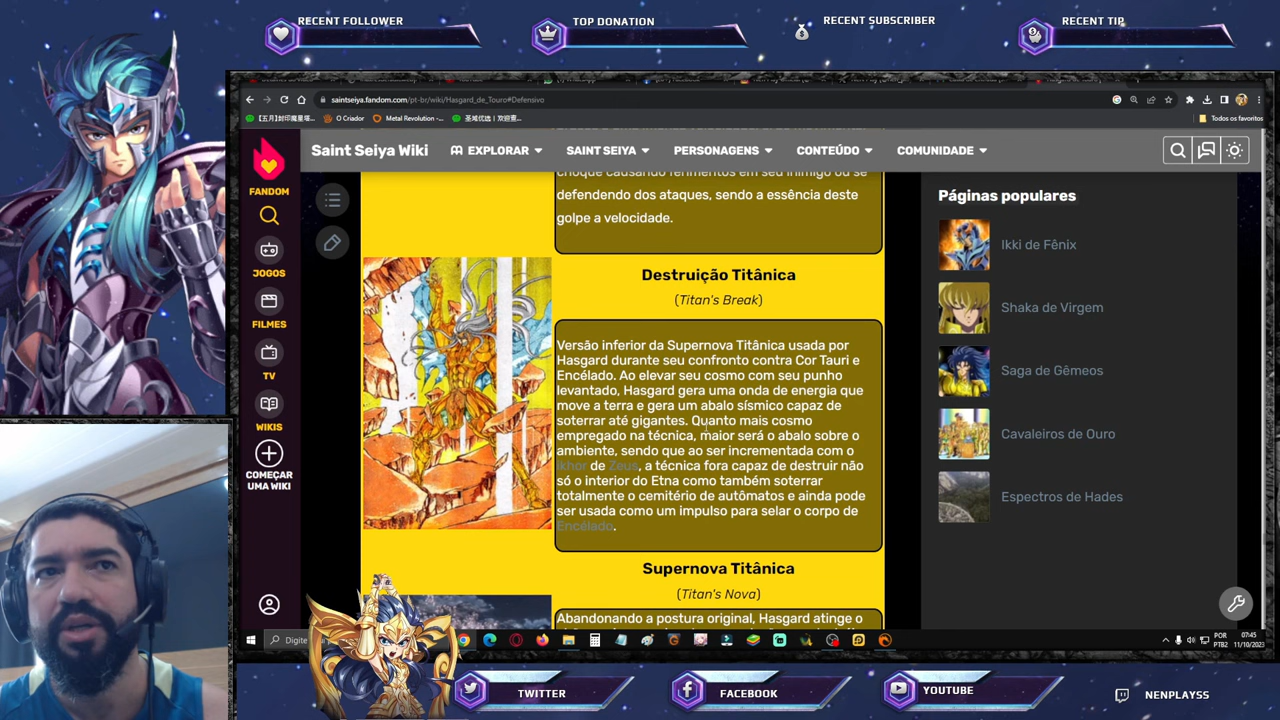 RECENT FOLLOWER
TOP DONATION
RECENT SUBSCRIBER
RECENT TIP
saintseiya.fandom.com/pt-br/wiki/Hasgard_de_Touro#Defensivo
O Criador
Metal Revolution -...
Todos os favoritos
FANDOM
JOGOS
FILMES
TV
WIKIS
COMEÇAR
UMA WIKI
Saint Seiya Wiki
EXPLORAR
SAINT SEIYA
PERSONAGENS
CONTEÚDO
COMUNIDADE
choque causando ferimentos em seu inimigo ou se
defendendo dos ataques, sendo a essência deste
golpe a velocidade.
Destruição Titânica
(Titan's Break)
Versão inferior da Supernova Titânica usada por
Hasgard durante seu confronto contra Cor Tauri e
Encélado. Ao elevar seu cosmo com seu punho
levantado, Hasgard gera uma onda de energia que
move a terra e gera um abalo sísmico capaz de
soterrar até gigantes. Quanto mais cosmo
empregado na técnica, maior será o abalo sobre o
ambiente, sendo que ao ser incrementada com o
Ikhor de Zeus, a técnica fora capaz de destruir não
só o interior do Etna como também soterrar
totalmente o cemitério de autômatos e ainda pode
ser usada como um impulso para selar o corpo de
Encélado.
Supernova Titânica
(Titan's Nova)
Abandonando a postura original, Hasgard atinge o
Páginas populares
Ikki de Fênix
Shaka de Virgem
Saga de Gêmeos
Cavaleiros de Ouro
Espectros de Hades
Digite
POR
PTB2
07:45
11/10/2023
TWITTER
FACEBOOK
YOUTUBE
NENPLAYSS